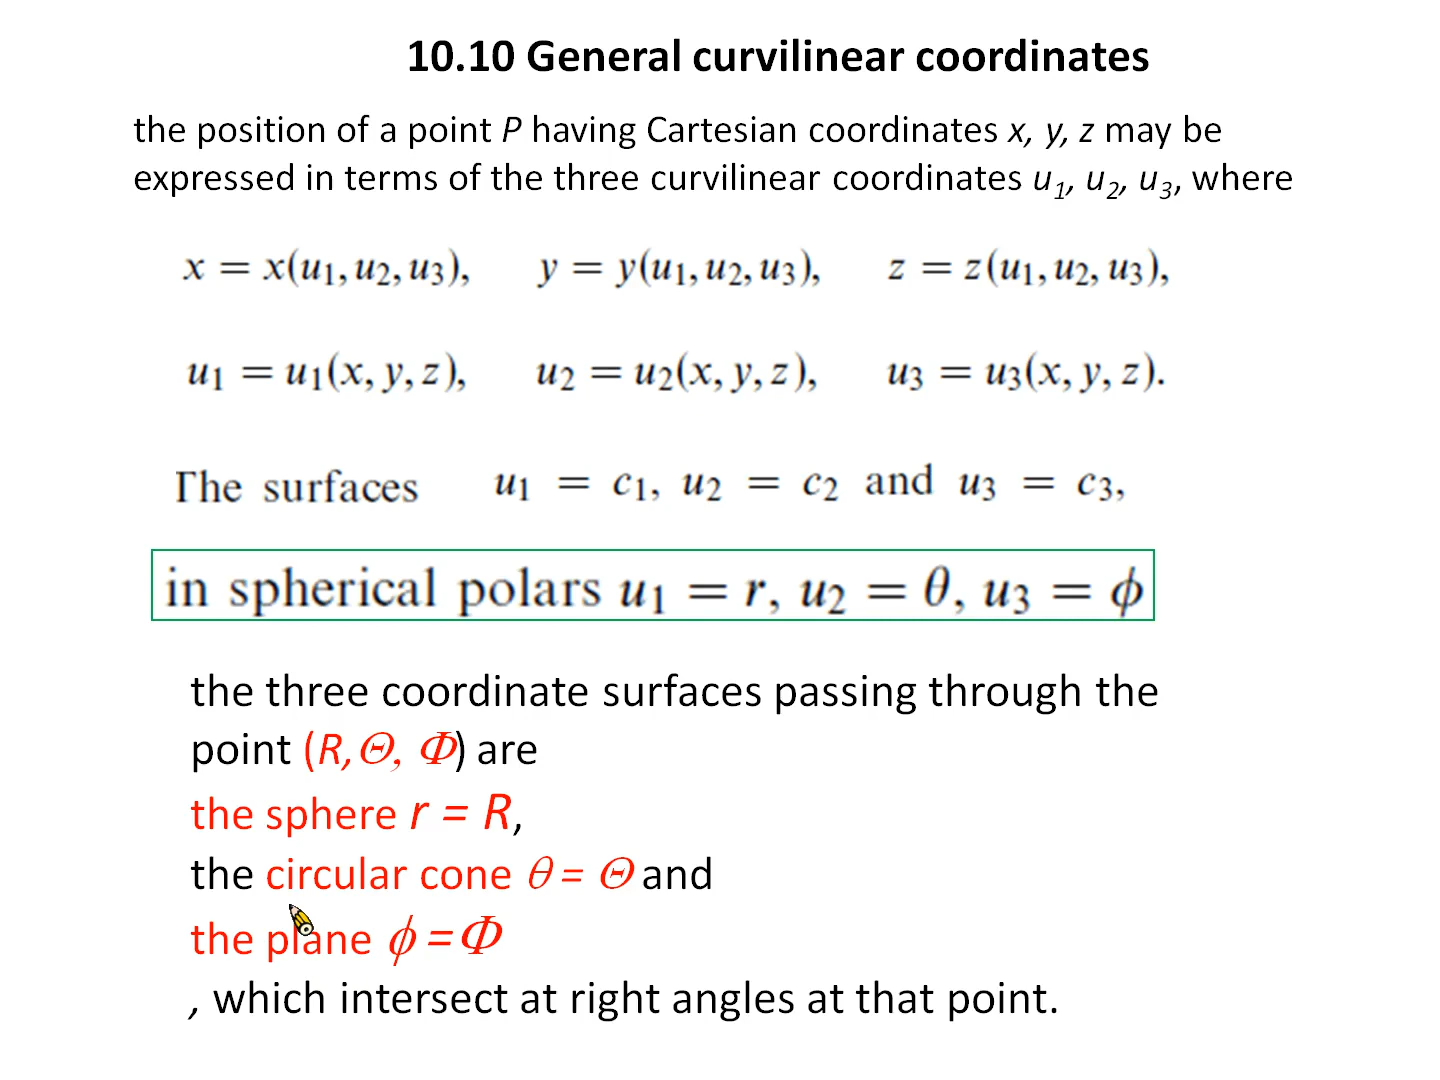 10.10 General curvilinear coordinates
the position of a point P having Cartesian coordinates x, y, z may be
expressed in terms of the three curvilinear coordinates u₁, u₂, u₃, where
x = x(u₁, u₂, u₃), y = y(u₁, u₂, u₃), z = z(u₁, u₂, u₃),
u₁ = u₁(x, y, z), u₂ = u₂(x, y, z), u₃ = u₃(x, y, z).
The surfaces u₁ = c₁, u₂ = c₂ and u₃ = c₃,
in spherical polars u₁ = r, u₂ = θ, u₃ = ϕ
the three coordinate surfaces passing through the
point (R,Θ, Φ) are
the sphere r = R,
the circular cone θ = Θ and
the plane ϕ = Φ
, which intersect at right angles at that point.